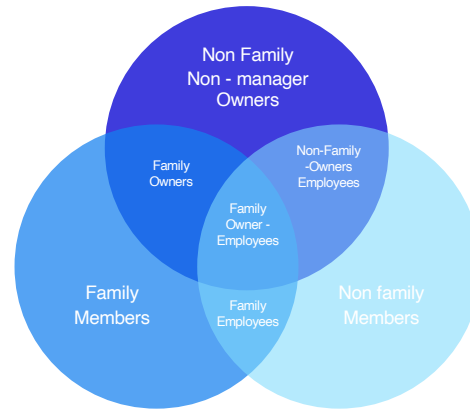 Non Family
Non - manager
Owners
Family
Owners
Non-Family
-Owners
Employees
Family
Owner -
Employees
Family
Members
Family
Employees
Non family
Members